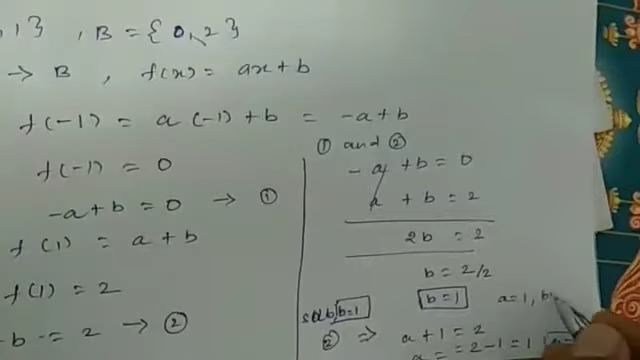 , 1 } , B = { 0, 2 }
→ B , f(x) = ax + b
f(-1) = a (-1) + b = -a + b
f(-1) = 0
-a + b = 0 → ①
f (1) = a + b
f(1) = 2
b = 2 → ②
① and ②
- a + b = 0
a + b = 2
2b = 2
b = 2/2
b = 1 a = 1, b
b = 1
② ⇒ a + 1 = 2
a = 2 - 1 = 1